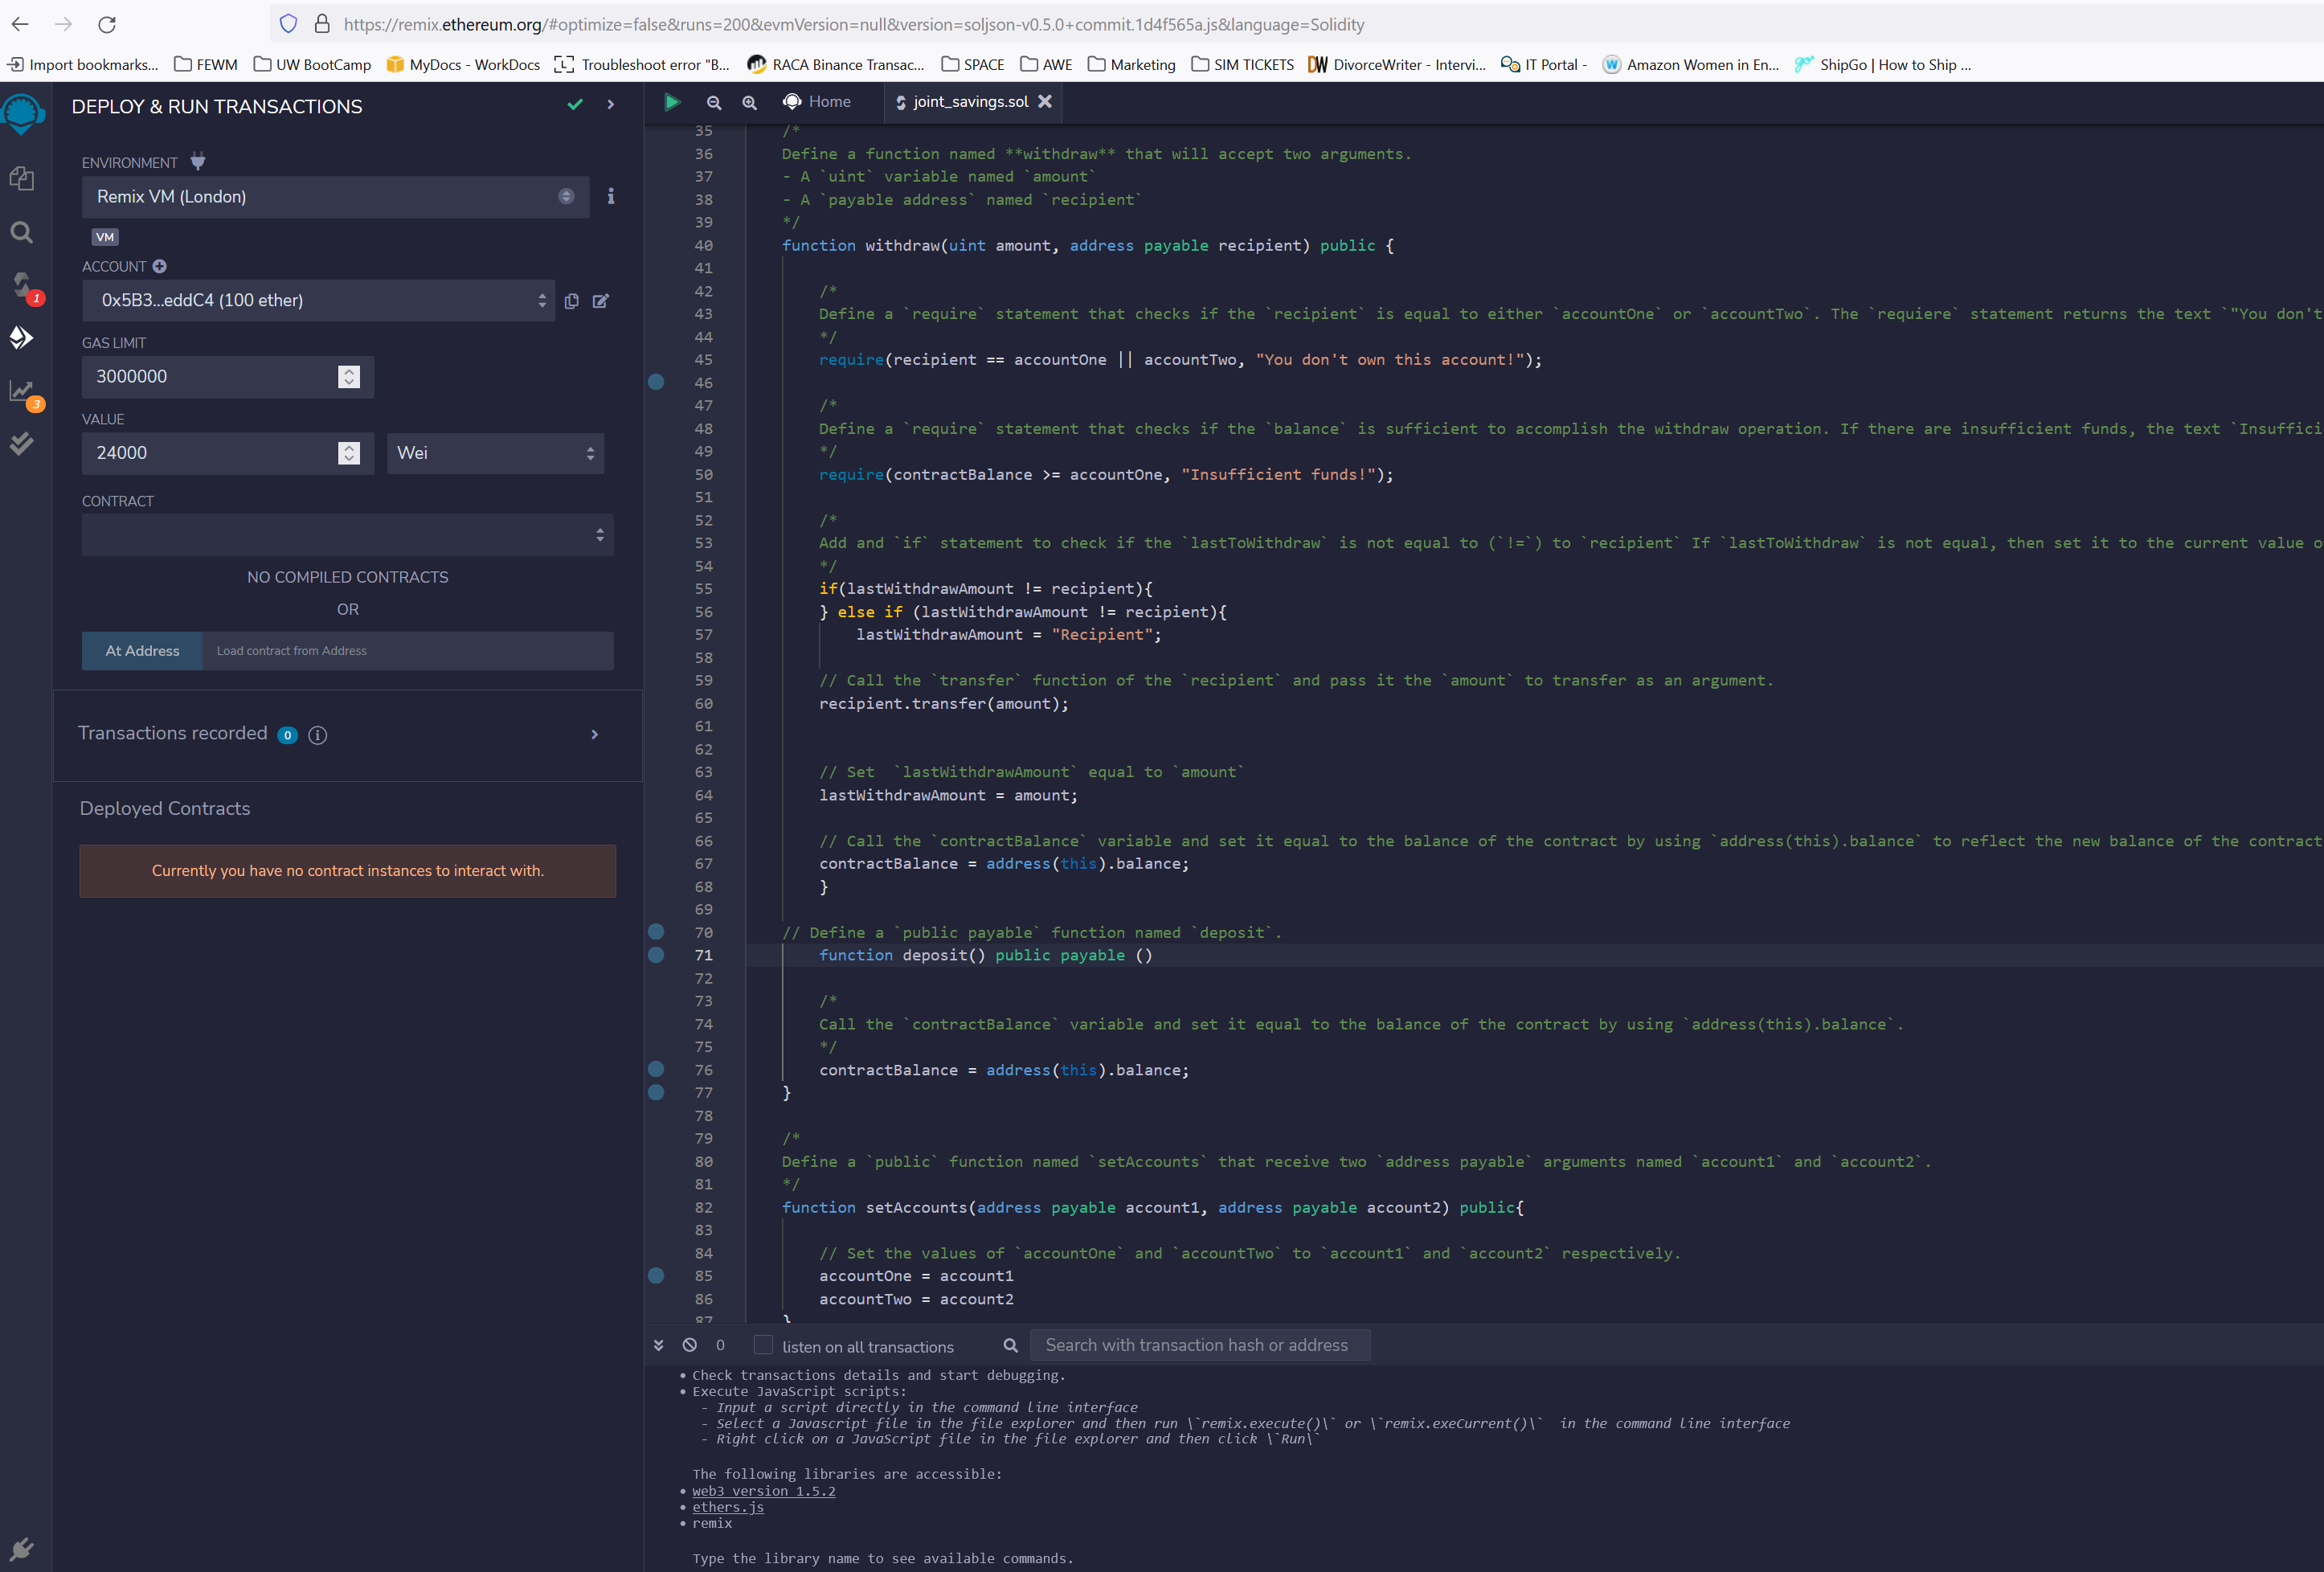 https://remix.ethereum.org/#optimize=false&runs=200&evmVersion=null&version=soljson-v0.5.0+commit.1d4f565a.js&language=Solidity
Import bookmarks... FEWM UW BootCamp MyDocs - WorkDocs Troubleshoot error "B... RACA Binance Transac... SPACE AWE Marketing SIM TICKETS DW DivorceWriter - Intervi... IT Portal - W Amazon Women in En... ShipGo | How to Ship ...
DEPLOY & RUN TRANSACTIONS
ENVIRONMENT
Remix VM (London)
VM
ACCOUNT
0x5B3...eddC4 (100 ether)
1
GAS LIMIT
3000000
3
VALUE
24000 Wei
CONTRACT
NO COMPILED CONTRACTS
OR
At Address Load contract from Address
Transactions recorded 0 i
Deployed Contracts
Currently you have no contract instances to interact with.
Home joint_savings.sol
35 /*
36 Define a function named **withdraw** that will accept two arguments.
37 - A `uint` variable named `amount`
38 - A `payable address` named `recipient`
39 */
40 function withdraw(uint amount, address payable recipient) public {
41
42 /*
43 Define a `require` statement that checks if the `recipient` is equal to either `accountOne` or `accountTwo`. The `requiere` statement returns the text `"You don't
44 */
45 require(recipient == accountOne || accountTwo, "You don't own this account!");
46
47 /*
48 Define a `require` statement that checks if the `balance` is sufficient to accomplish the withdraw operation. If there are insufficient funds, the text `Insuffici
49 */
50 require(contractBalance >= accountOne, "Insufficient funds!");
51
52 /*
53 Add and `if` statement to check if the `lastToWithdraw` is not equal to (`!=`) to `recipient` If `lastToWithdraw` is not equal, then set it to the current value o
54 */
55 if(lastWithdrawAmount != recipient){
56 } else if (lastWithdrawAmount != recipient){
57 lastWithdrawAmount = "Recipient";
58
59 // Call the `transfer` function of the `recipient` and pass it the `amount` to transfer as an argument.
60 recipient.transfer(amount);
61
62
63 // Set  `lastWithdrawAmount` equal to `amount`
64 lastWithdrawAmount = amount;
65
66 // Call the `contractBalance` variable and set it equal to the balance of the contract by using `address(this).balance` to reflect the new balance of the contract
67 contractBalance = address(this).balance;
68 }
69
70 // Define a `public payable` function named `deposit`.
71 function deposit() public payable ()
72
73 /*
74 Call the `contractBalance` variable and set it equal to the balance of the contract by using `address(this).balance`.
75 */
76 contractBalance = address(this).balance;
77 }
78
79 /*
80 Define a `public` function named `setAccounts` that receive two `address payable` arguments named `account1` and `account2`.
81 */
82 function setAccounts(address payable account1, address payable account2) public{
83
84 // Set the values of `accountOne` and `accountTwo` to `account1` and `account2` respectively.
85 accountOne = account1
86 accountTwo = account2
87 }
0 listen on all transactions Search with transaction hash or address
• Check transactions details and start debugging.
• Execute JavaScript scripts:
- Input a script directly in the command line interface
- Select a Javascript file in the file explorer and then run \`remix.execute()\` or \`remix.exeCurrent()\`  in the command line interface
- Right click on a JavaScript file in the file explorer and then click \`Run\`
The following libraries are accessible:
• web3 version 1.5.2
• ethers.js
• remix
Type the library name to see available commands.